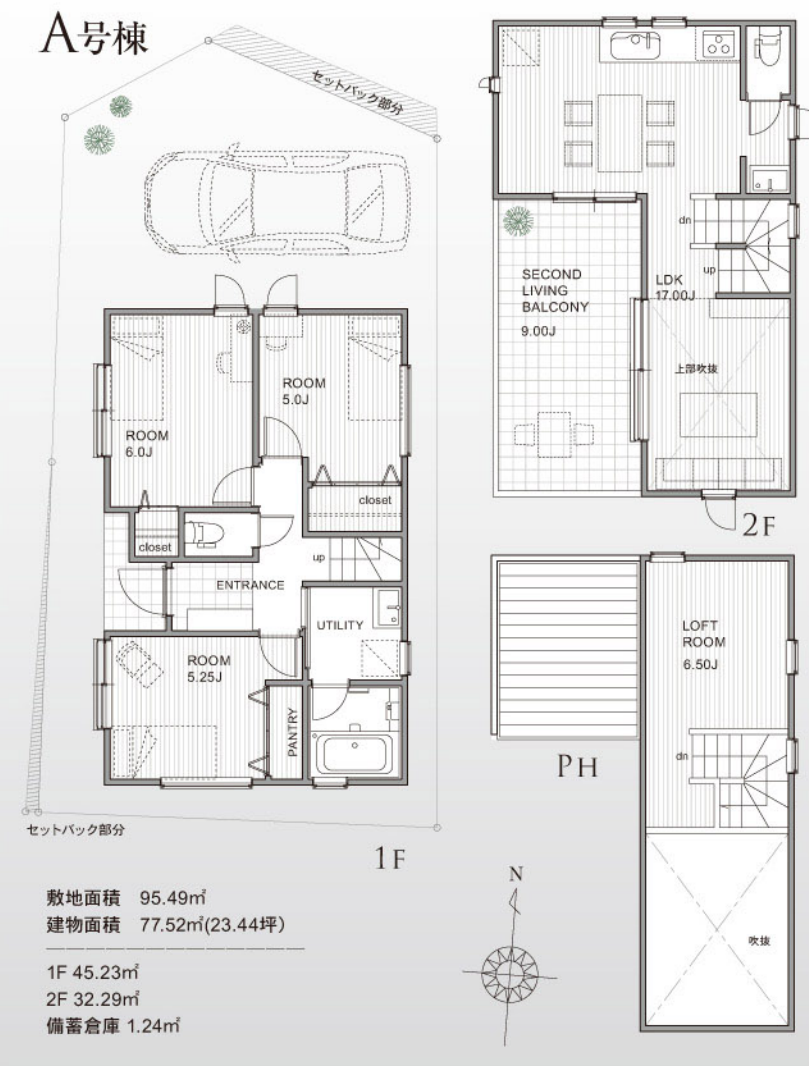 A号棟
セットバック部分
ROOM
6.0J
ROOM
5.0J
closet
closet
up
ENTRANCE
UTILITY
ROOM
5.25J
PANTRY
セットバック部分
1F
dn
up
SECOND
LIVING
BALCONY
9.00J
LDK
17.00J
上部吹抜
2F
LOFT
ROOM
6.50J
dn
吹抜
PH
N
敷地面積 95.49㎡
建物面積 77.52㎡(23.44坪)
1F 45.23㎡
2F 32.29㎡
備蓄倉庫 1.24㎡